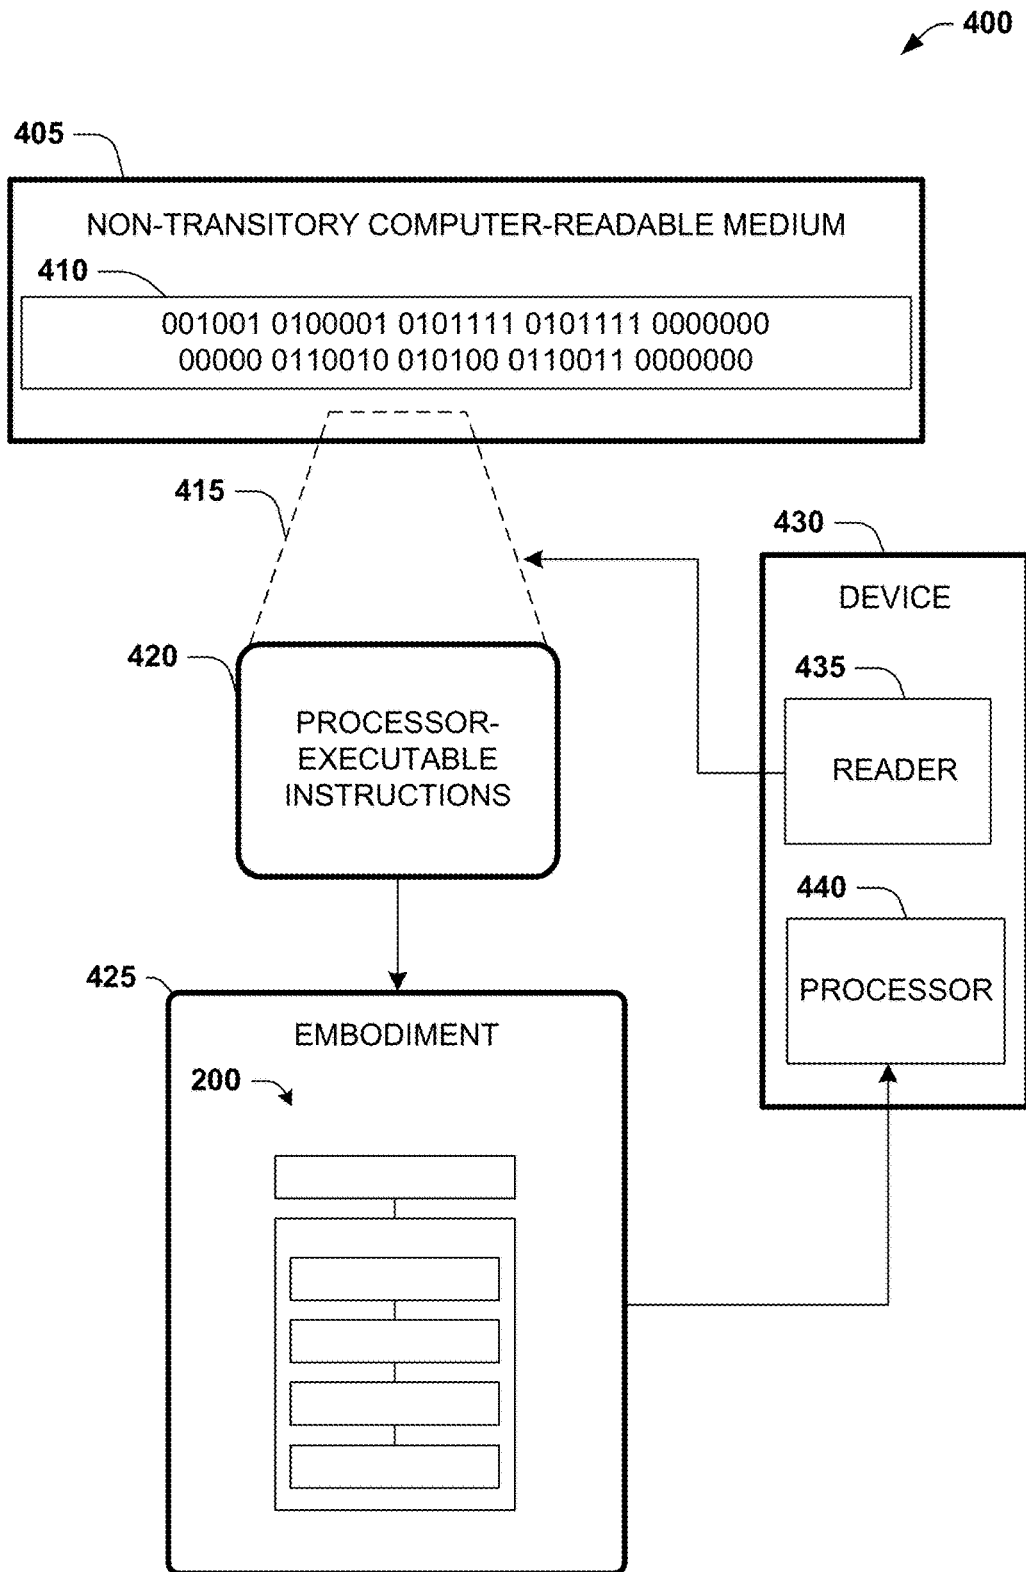 400
405
NON-TRANSITORY COMPUTER-READABLE MEDIUM
410
001001 0100001 0101111 0101111 0000000
00000 0110010 010100 0110011 0000000
415
430
DEVICE
420
435
PROCESSOR-
EXECUTABLE
INSTRUCTIONS
READER
440
PROCESSOR
425
EMBODIMENT
200